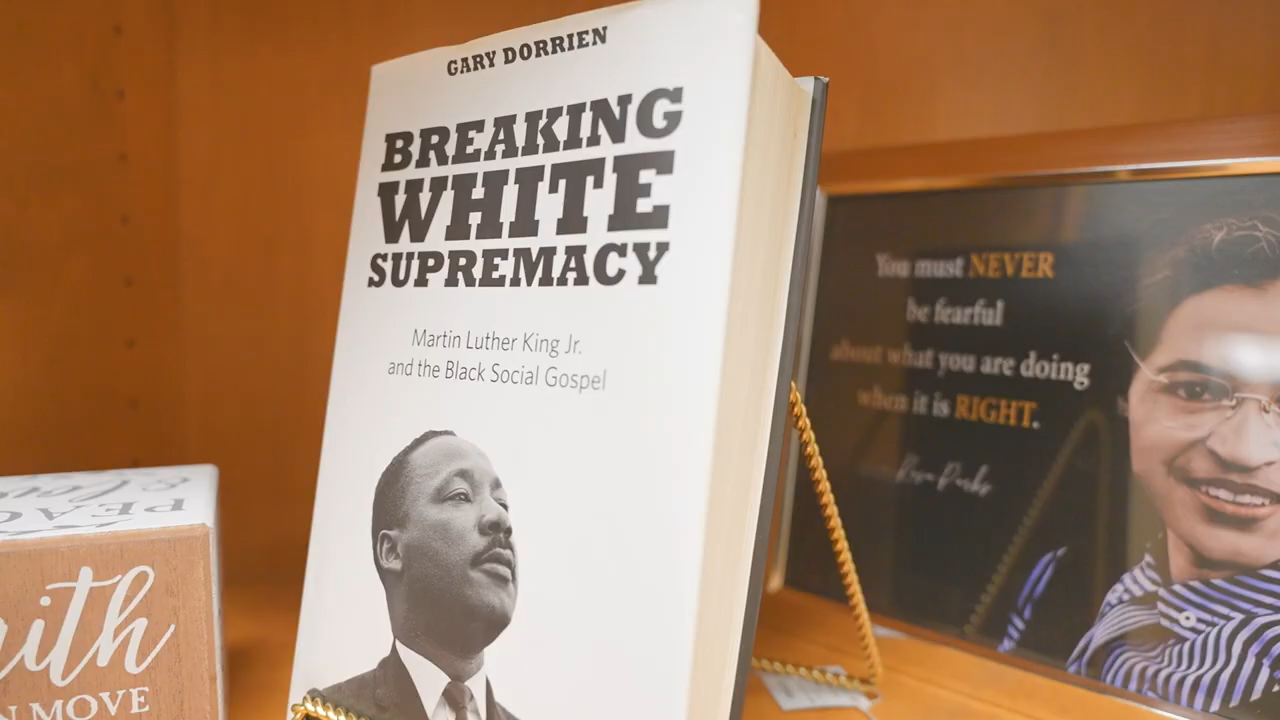 GARY DORRIEN
BREAKING
WHITE
SUPREMACY
Martin Luther King Jr.
and the Black Social Gospel
You must NEVER
be fearful
about what you are doing
when it is RIGHT.
Rosa Parks
PEAC
MOVE